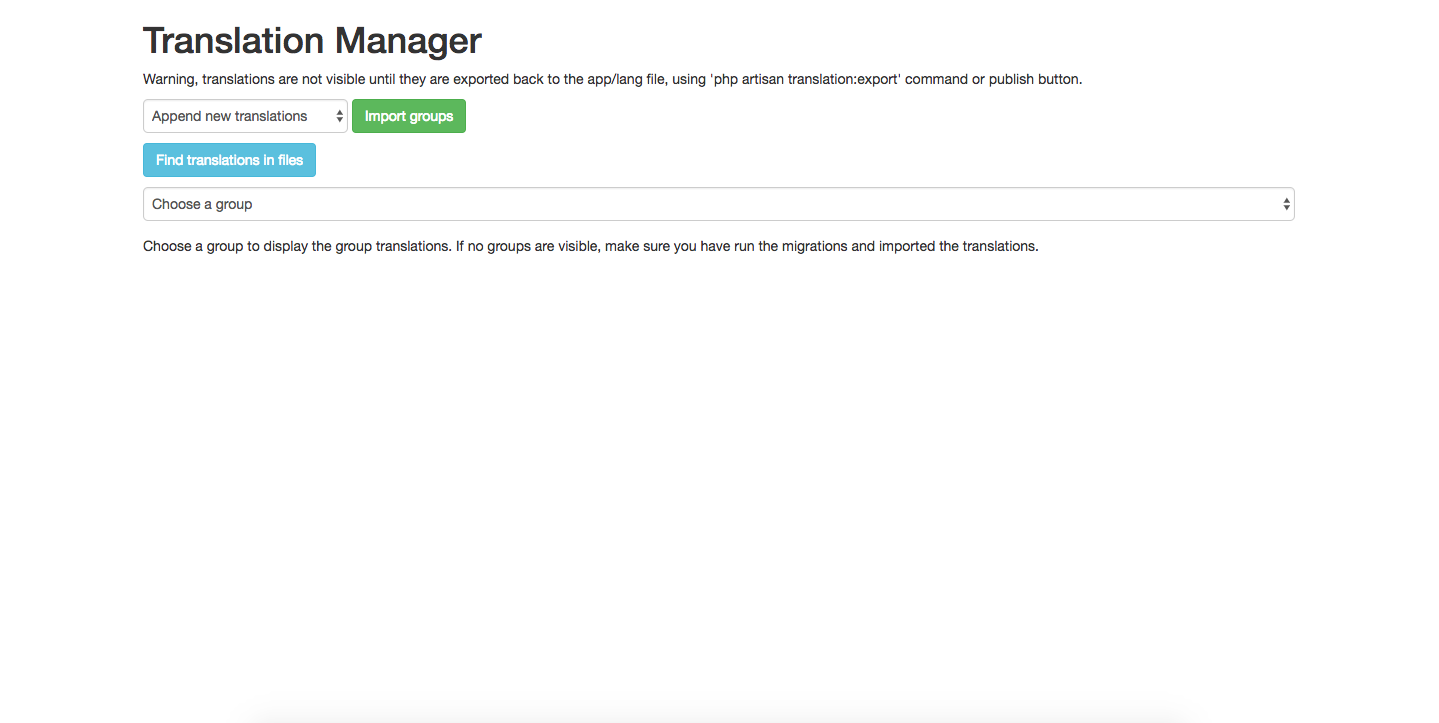 Translation Manager
Warning, translations are not visible until they are exported back to the app/lang file, using 'php artisan translation:export' command or publish button.
Append new translations Import groups
Find translations in files
Choose a group
Choose a group to display the group translations. If no groups are visible, make sure you have run the migrations and imported the translations.